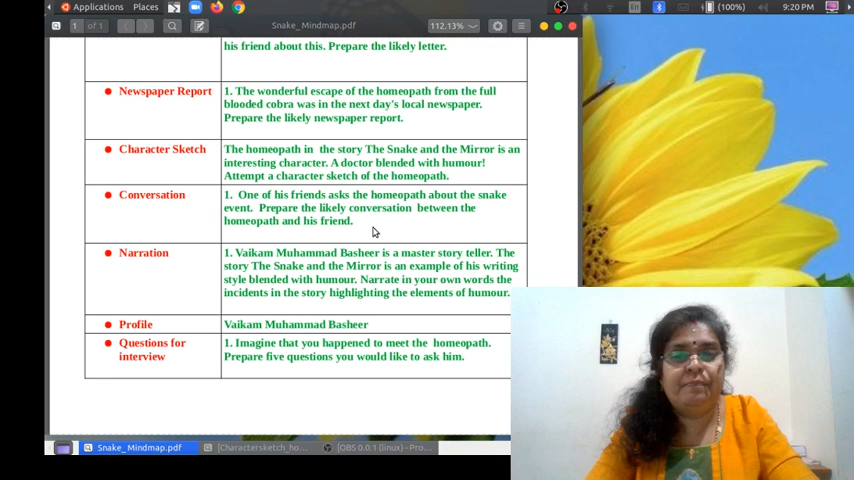 Applications Places En (100%) 9:20 PM
1 of 1 Snake_Mindmap.pdf 112.13%
his friend about this. Prepare the likely letter.
Newspaper Report 1. The wonderful escape of the homeopath from the full
blooded cobra was in the next day's local newspaper.
Prepare the likely newspaper report.
Character Sketch The homeopath in the story The Snake and the Mirror is an
interesting character. A doctor blended with humour!
Attempt a character sketch of the homeopath.
Conversation 1. One of his friends asks the homeopath about the snake
event. Prepare the likely conversation between the
homeopath and his friend.
Narration 1. Vaikam Muhammad Basheer is a master story teller. The
story The Snake and the Mirror is an example of his writing
style blended with humour. Narrate in your own words the
incidents in the story highlighting the elements of humour.
Profile Vaikam Muhammad Basheer
Questions for 1. Imagine that you happened to meet the homeopath.
interview Prepare five questions you would like to ask him.
Snake_Mindmap.pdf [Charactersketch_ho... [OBS 0.0.1 (linux) - Pro...